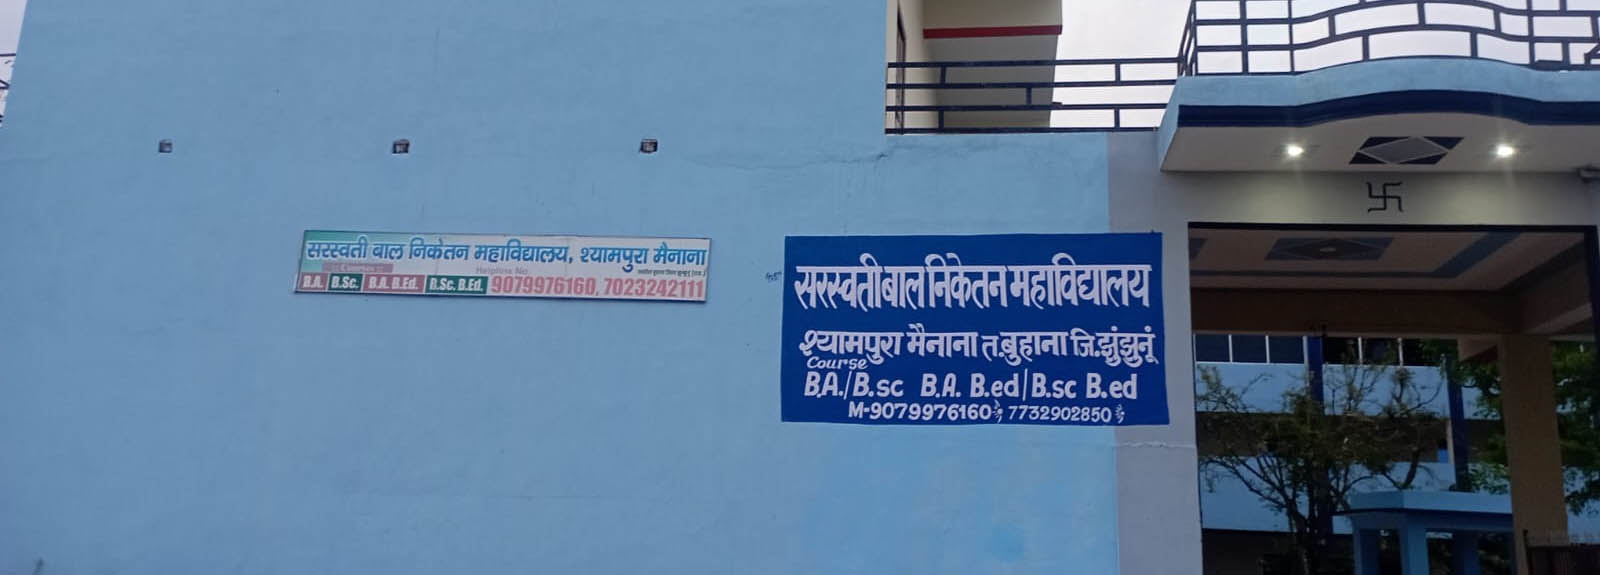 सरस्वती बाल निकेतन महाविद्यालय, श्यामपुरा मैनाना
Courses
Helpline No.
B.A. B.Sc. B.A. B.Ed. B.Sc. B.Ed. 9079976160, 7023242111
सरस्वती बाल निकेतन महाविद्यालय
श्यामपुरा मैनाना त.बुहाना जि.झुंझुनूं
Course
B.A./B.sc B.A. B.ed/B.sc B.ed
M-9079976160, 7732902850